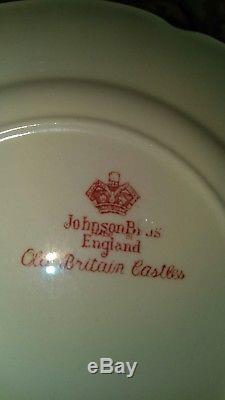 Johnson Bros
England
Old Britain Castles